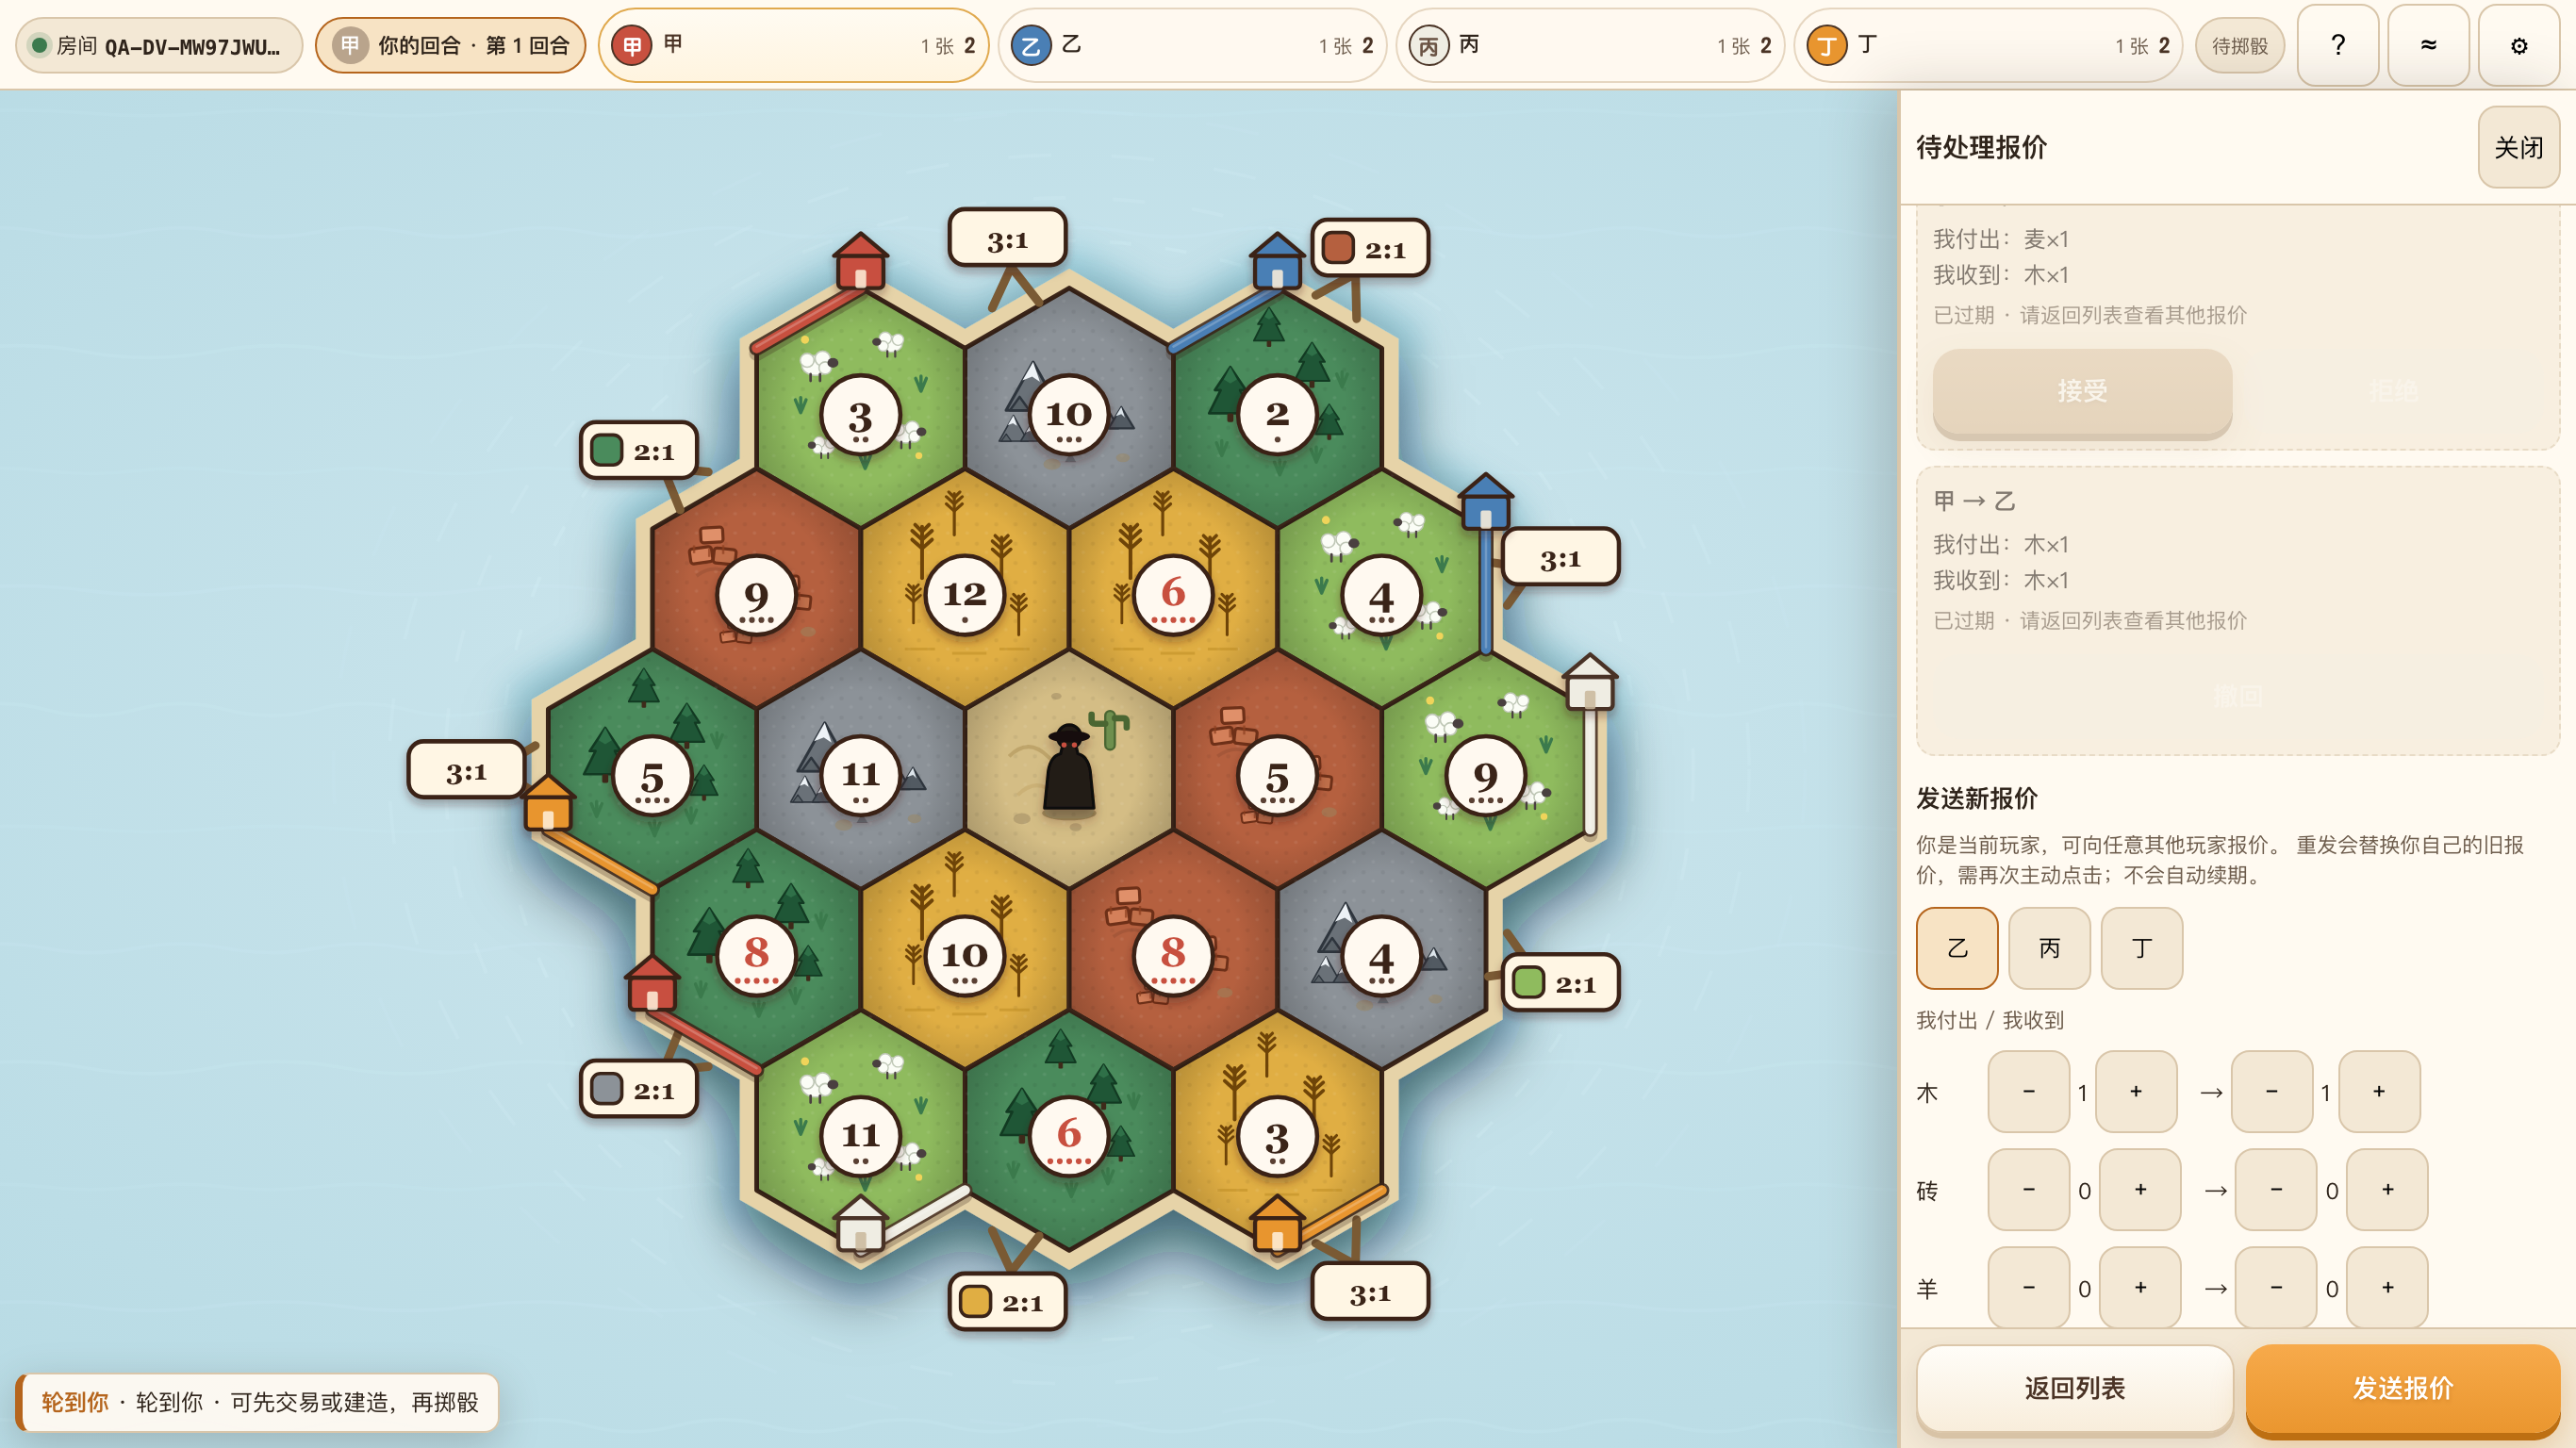 房间 QA-DV-MW97JWU…
甲 你的回合 · 第 1 回合
甲 甲 1 张 2
乙 乙 1 张 2
丙 丙 1 张 2
丁 丁 1 张 2
待掷骰
?
≈
⚙
待处理报价
关闭
我付出：麦×1
我收到：木×1
已过期 · 请返回列表查看其他报价
接受 拒绝
甲 → 乙
我付出：木×1
我收到：木×1
已过期 · 请返回列表查看其他报价
撤回
发送新报价
你是当前玩家，可向任意其他玩家报价。 重发会替换你自己的旧报
价，需再次主动点击；不会自动续期。
乙 丙 丁
我付出 / 我收到
木 − 1 + → − 1 +
砖 − 0 + → − 0 +
羊 − 0 + → − 0 +
返回列表 发送报价
3:1
2:1
3 10 2
2:1
9 12 6 4
3:1
5 11 5 9
3:1
8 10 8 4
2:1
2:1
11 6 3
2:1
3:1
轮到你 · 轮到你 · 可先交易或建造，再掷骰